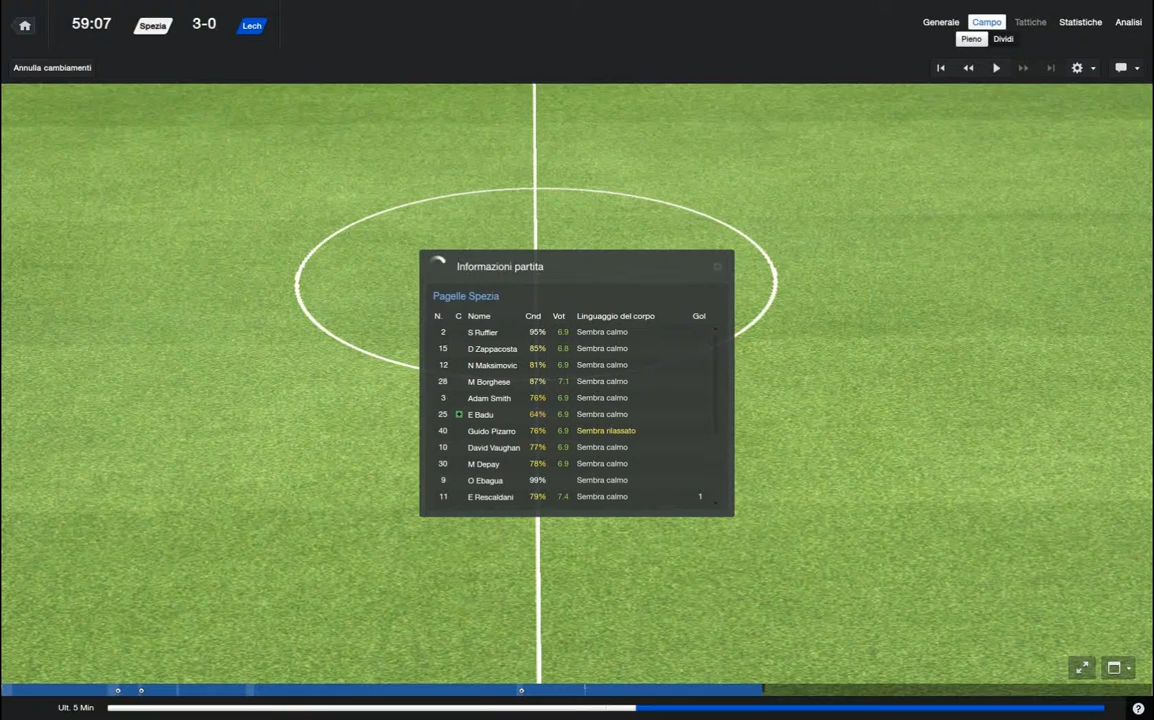 59:07 Spezia 3-0 Lech
Generale Campo Tattiche Statistiche Analisi
Pieno Dividi
Annulla cambiamenti
Informazioni partita
Pagelle Spezia
N. C Nome Cnd Vot Linguaggio del corpo Gol
2 S Ruffier 95% 6.9 Sembra calmo
15 D Zappacosta 85% 6.8 Sembra calmo
12 N Maksimovic 81% 6.9 Sembra calmo
28 M Borghese 87% 7.1 Sembra calmo
3 Adam Smith 76% 6.9 Sembra calmo
25 E Badu 64% 6.9 Sembra calmo
40 Guido Pizarro 76% 6.9 Sembra rilassato
10 David Vaughan 77% 6.9 Sembra calmo
30 M Depay 78% 6.9 Sembra calmo
9 O Ebagua 99% Sembra calmo
11 E Rescaldani 79% 7.4 Sembra calmo 1
Ult. 5 Min
?